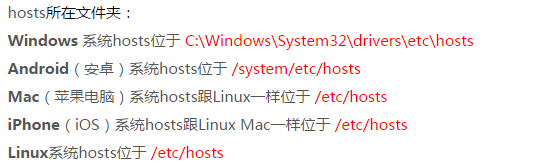 hosts所在文件夹：
Windows 系统hosts位于 C:\Windows\System32\drivers\etc\hosts
Android（安卓）系统hosts位于 /system/etc/hosts
Mac（苹果电脑）系统hosts跟Linux一样位于 /etc/hosts
iPhone（iOS）系统hosts跟Linux Mac一样位于 /etc/hosts
Linux系统hosts位于 /etc/hosts